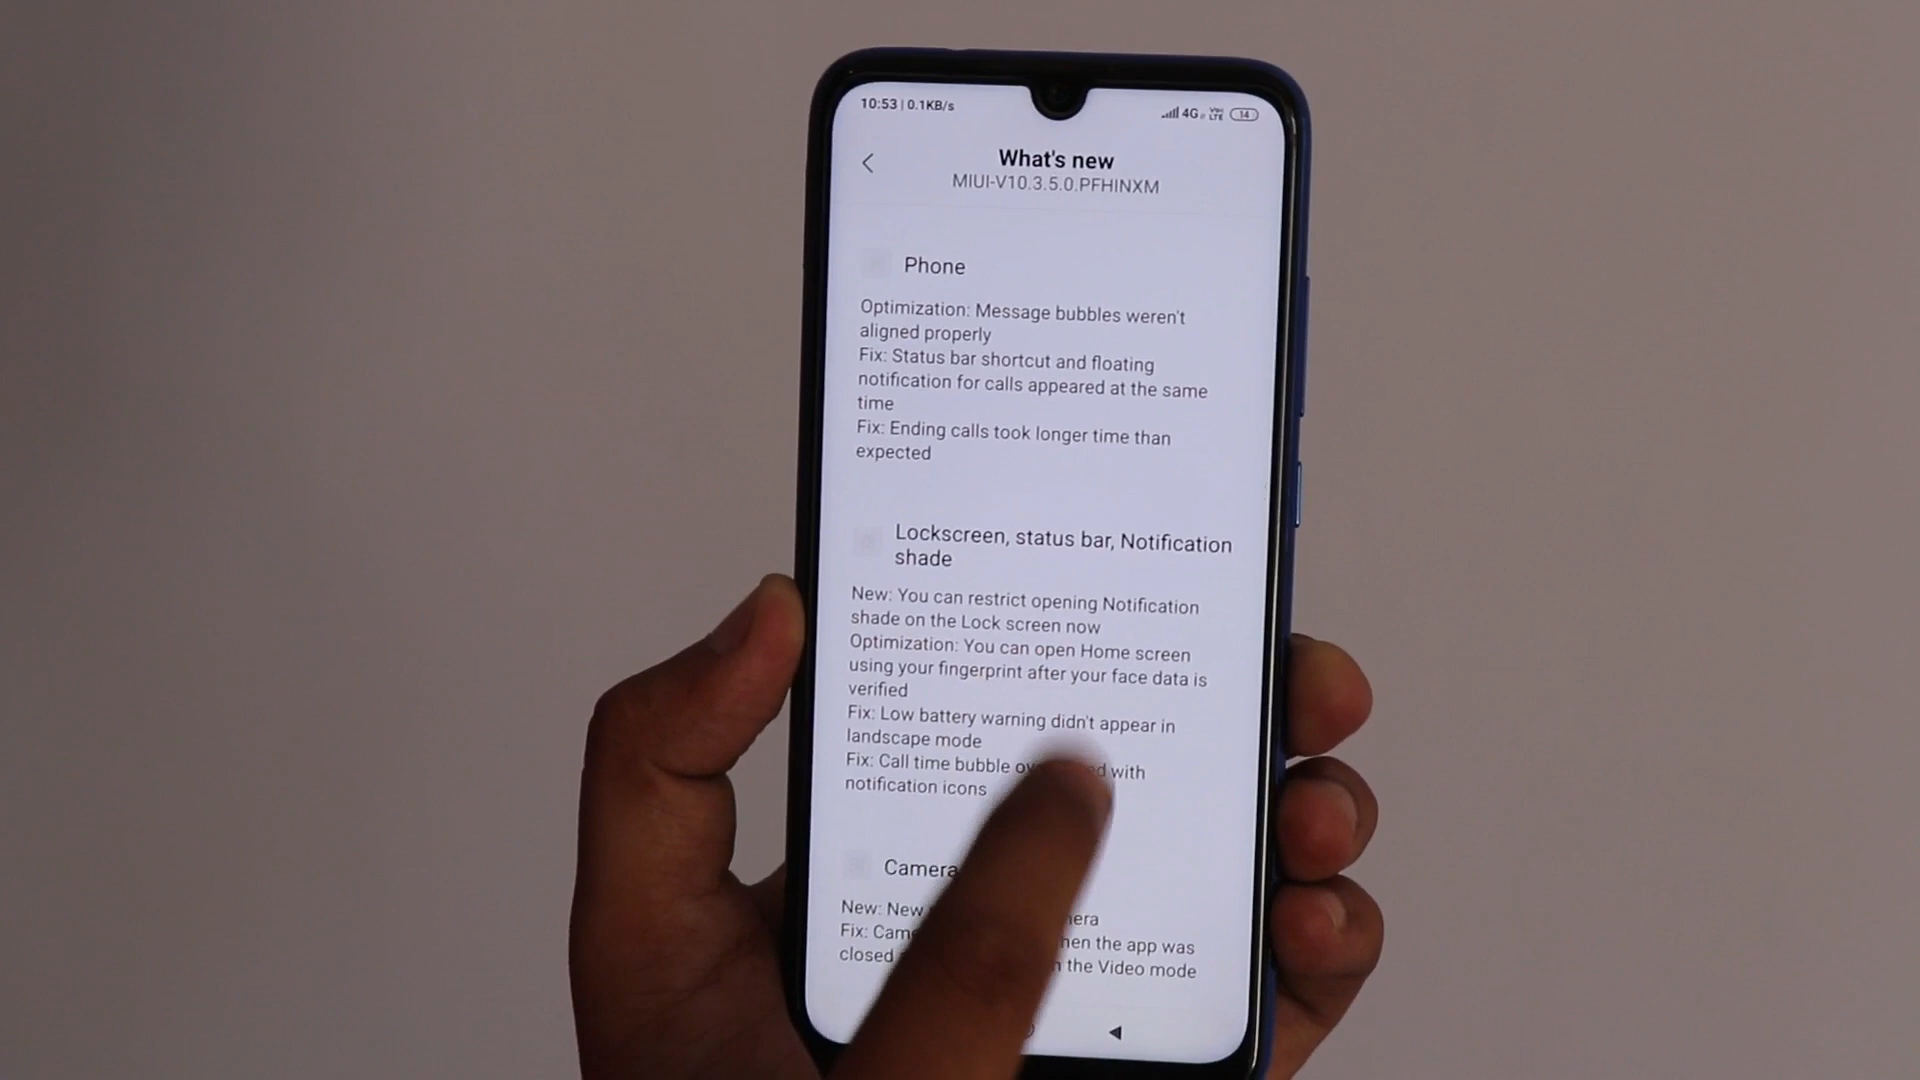 10:53 | 0.1KB/s
4G VoLTE 14
What's new
MIUI-V10.3.5.0.PFHINXM
Phone
Optimization: Message bubbles weren't
aligned properly
Fix: Status bar shortcut and floating
notification for calls appeared at the same
time
Fix: Ending calls took longer time than
expected
Lockscreen, status bar, Notification
shade
New: You can restrict opening Notification
shade on the Lock screen now
Optimization: You can open Home screen
using your fingerprint after your face data is
verified
Fix: Low battery warning didn't appear in
landscape mode
Fix: Call time bubble with
notification icons
Camera
New: New
Fix: the app was
closed the Video mode